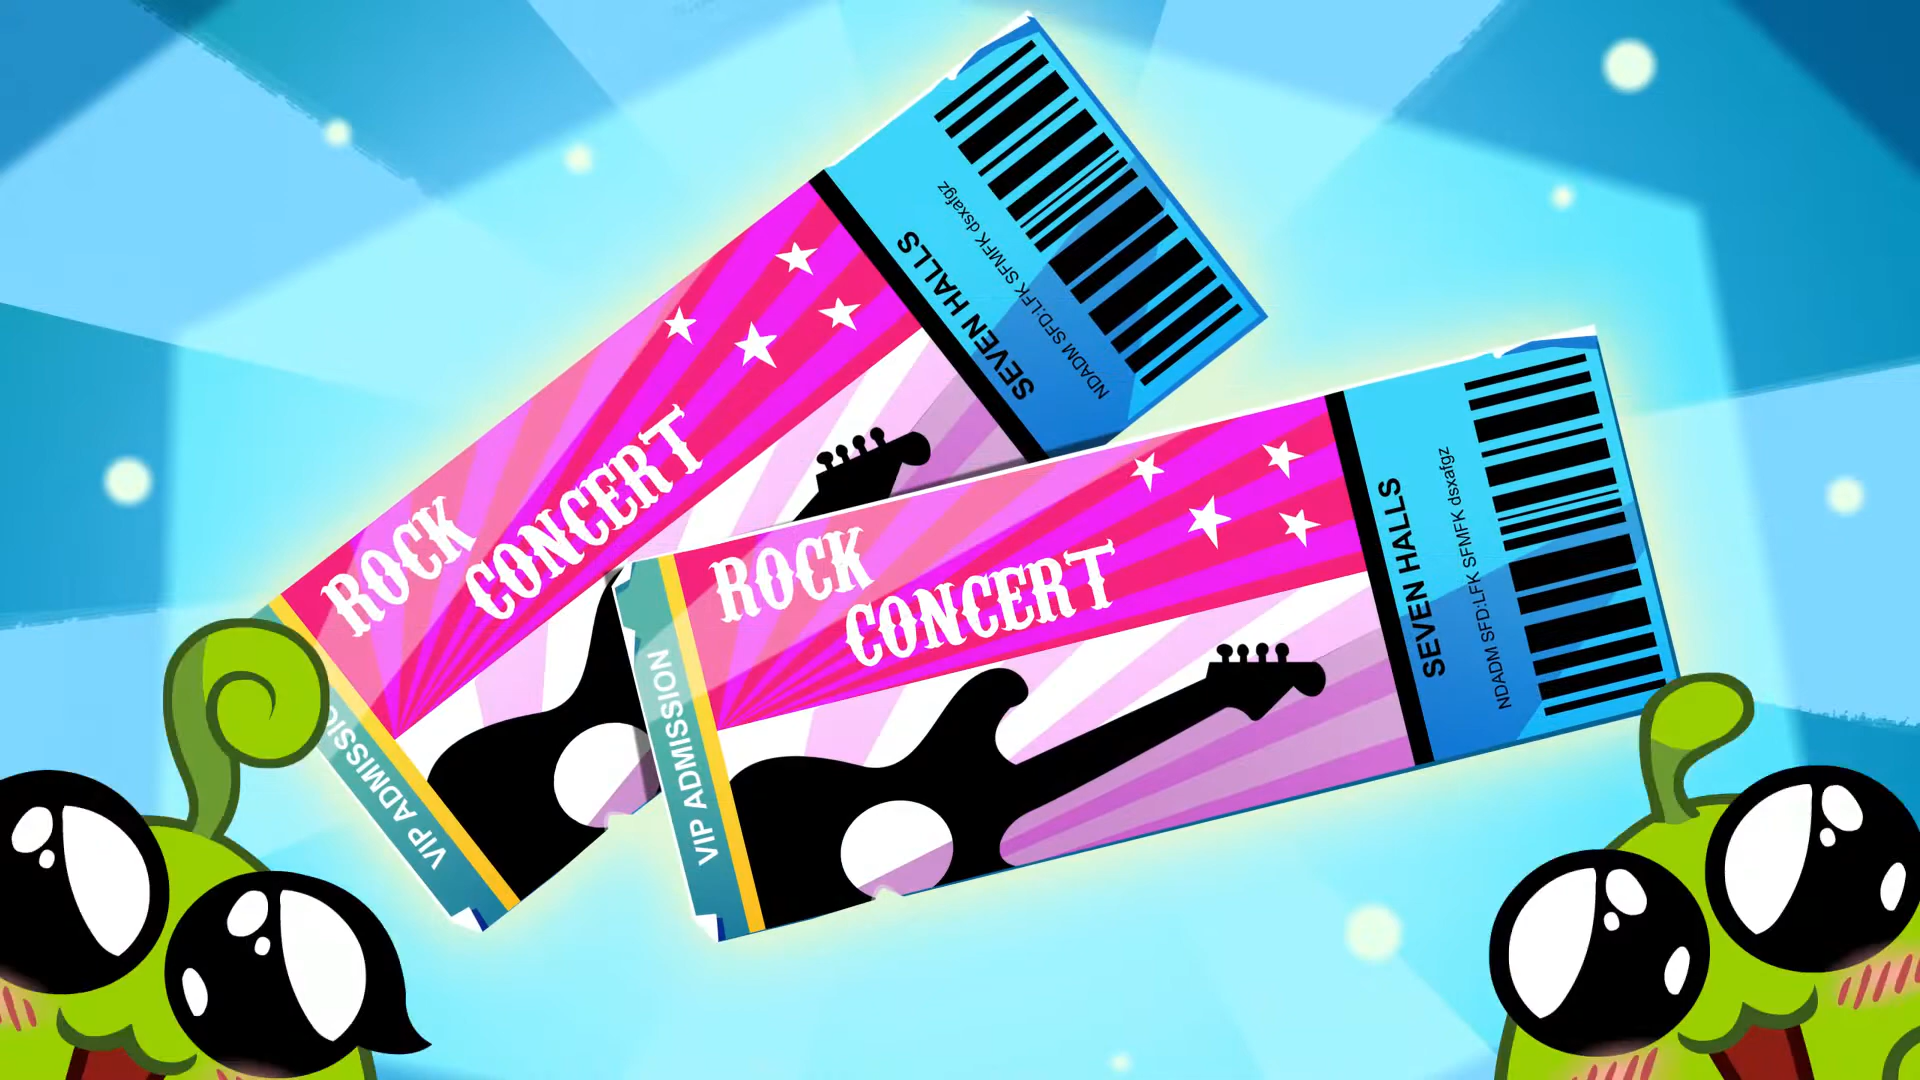 ROCK
CONCERT
SEVEN HALLS
NDADM SFD:LFK SFMFK dsxafgz
VIP ADMISSIO
ROCK
CONCERT
SEVEN HALLS
NDADM SFD:LFK SFMFK dsxafgz
VIP ADMISSION